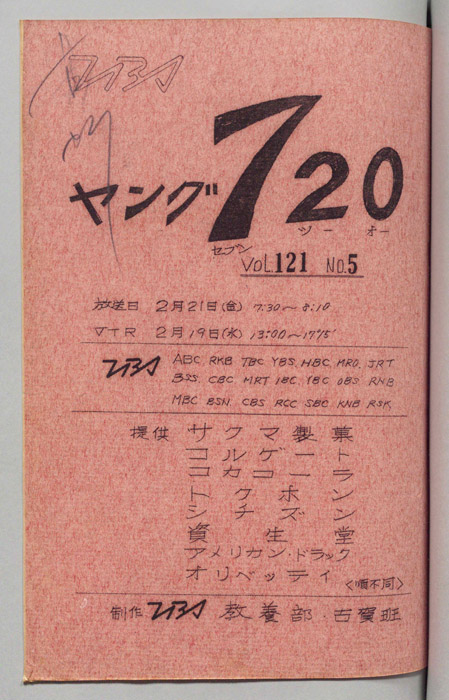 TBS
ヤング720
セブン ツー オー
VOL.121 NO.5
放送日 2月21日(金) 7:30〜8:10
VTR 2月19日(水) 13:00〜17:15
TBS ABC. RKB TBC YBS. HBC. MRO. JRT
BSS. CBC MRT IBC. YBC OBS RNB
MBC BSN CBS RCC SBC KNB RSK
提供 サクマ製菓
コルゲート
コカコーラ
トクホン
シチズン
資生堂
アメリカン・ドラック
オリベッティ
〈順不同〉
制作 TBS 教養部・古賀班